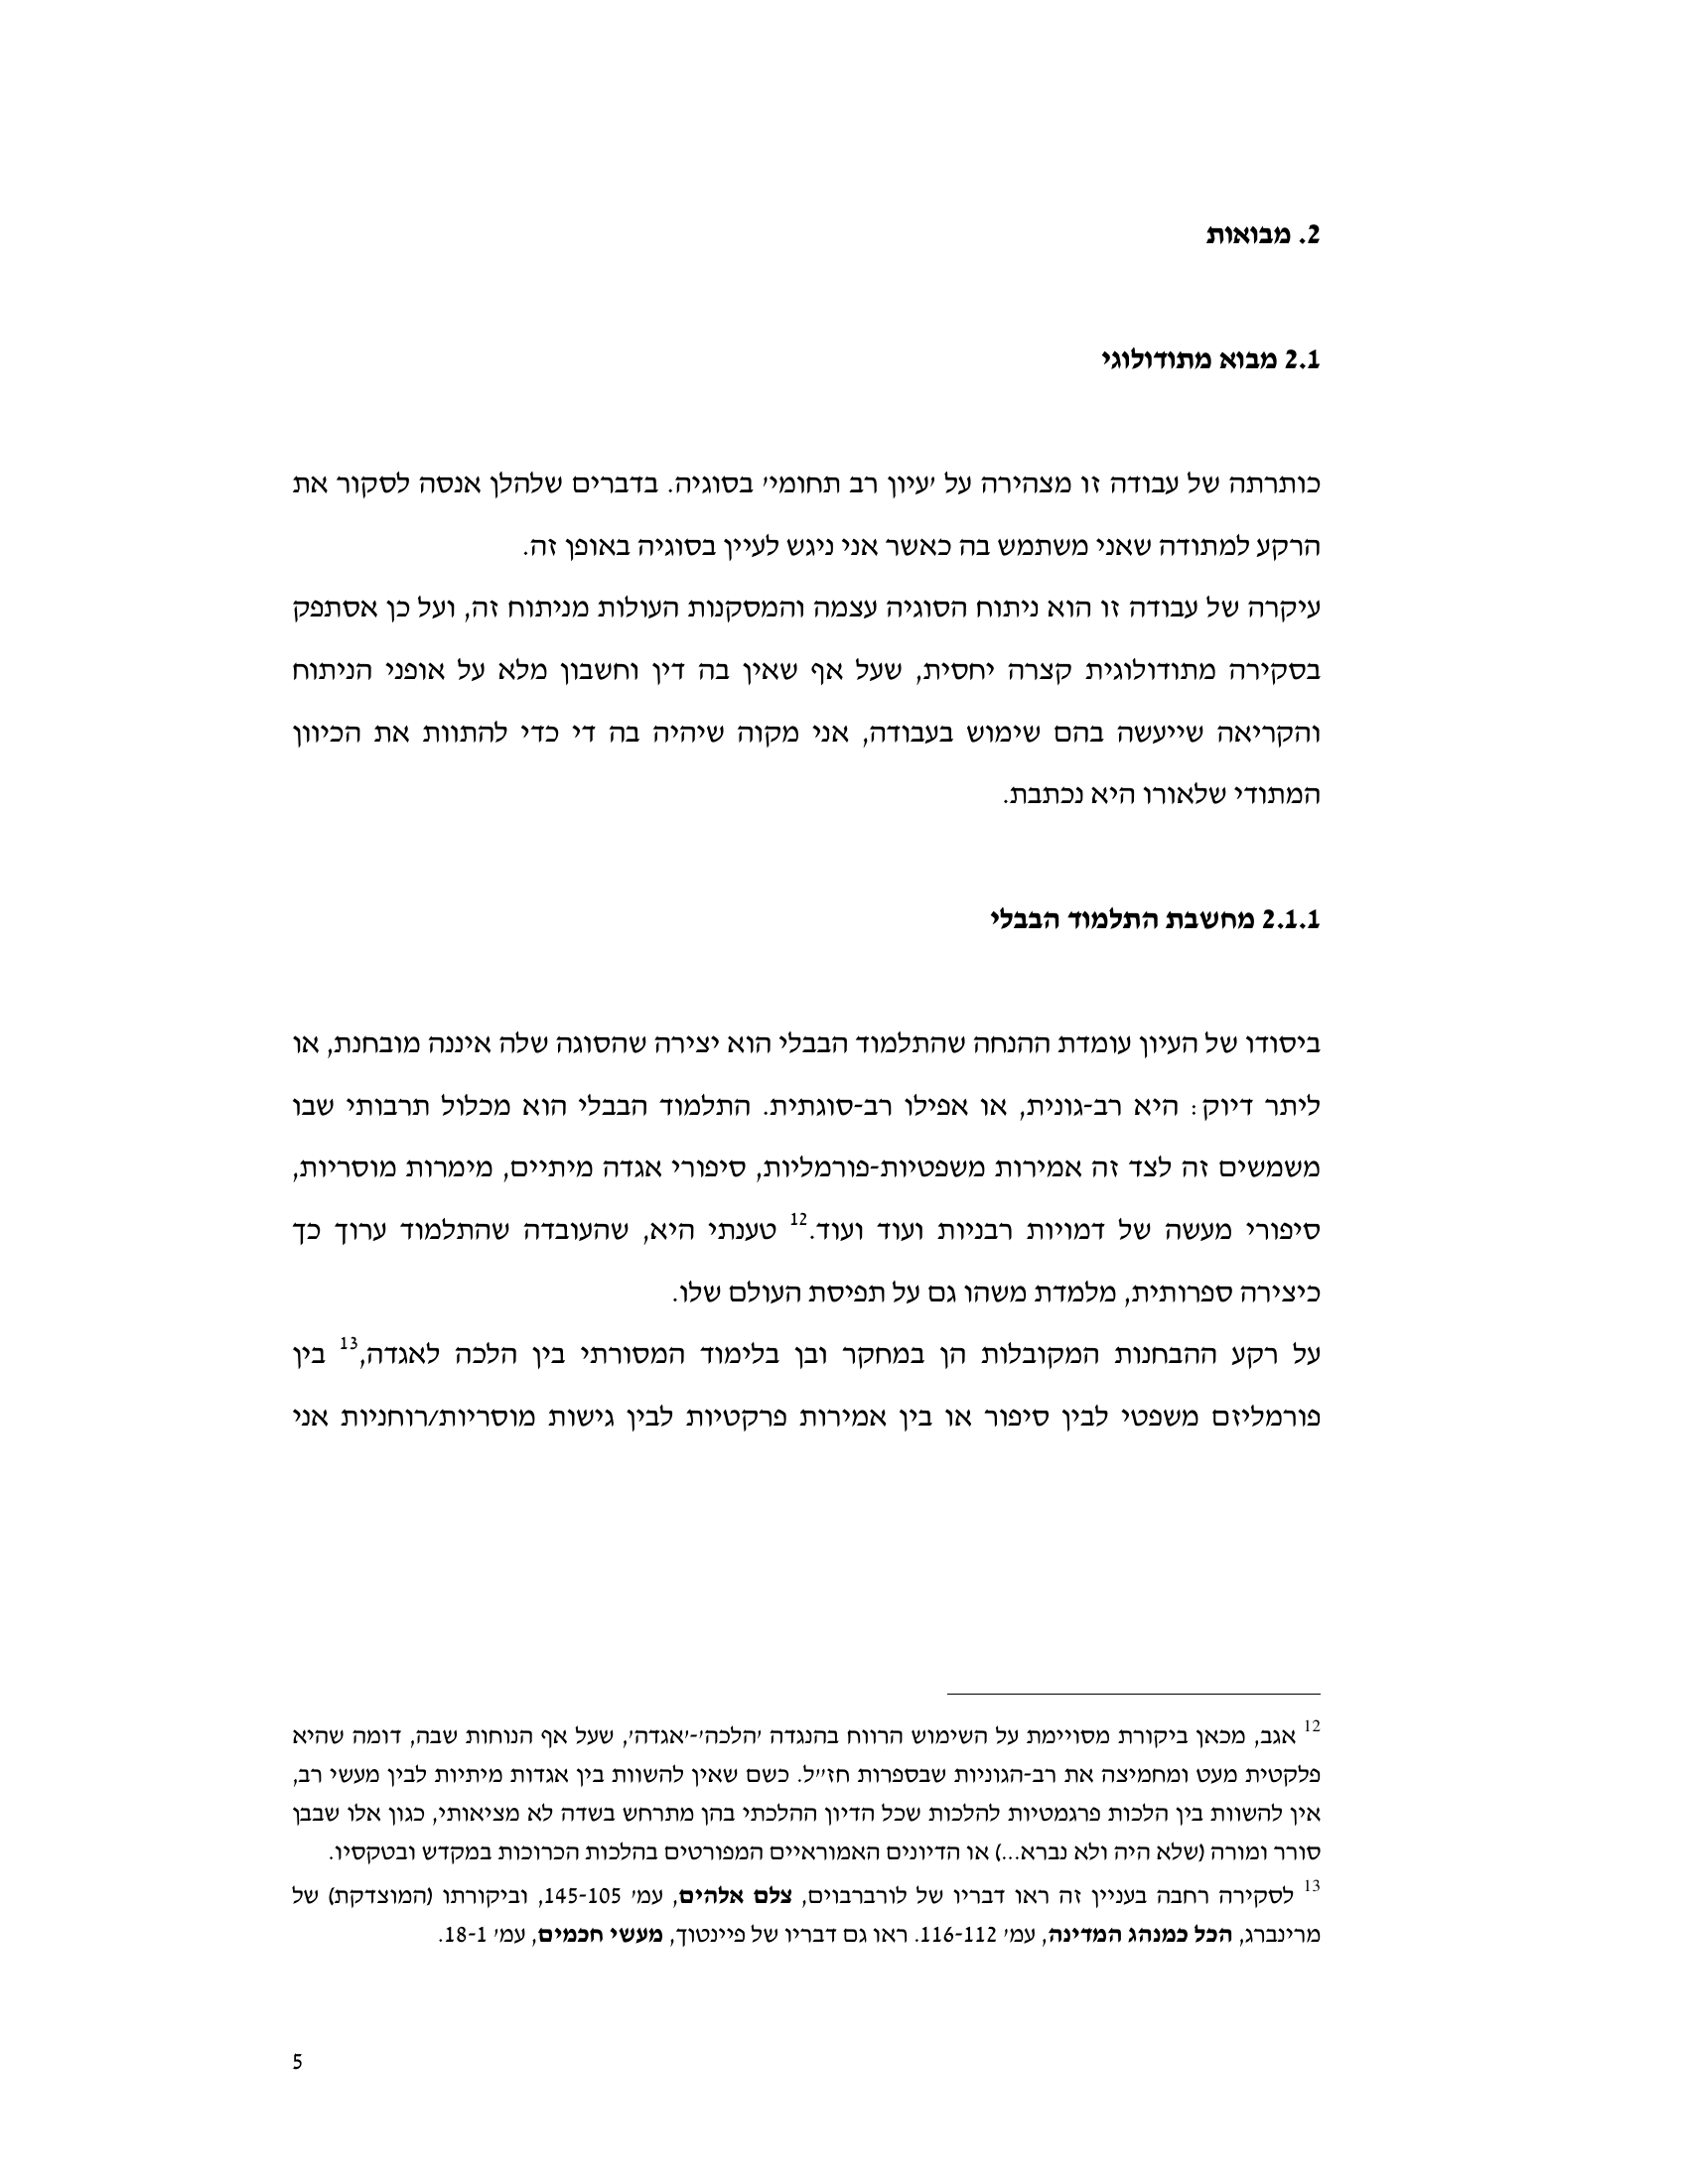 2. מבואות
2.1 מבוא מתודולוגי
כותרתה של עבודה זו מצהירה על 'עיון רב תחומי' בסוגיה. בדברים שלהלן אנסה לסקור את
הרקע למתודה שאני משתמש בה כאשר אני ניגש לעיין בסוגיה באופן זה.
עיקרה של עבודה זו הוא ניתוח הסוגיה עצמה והמסקנות העולות מניתוח זה, ועל כן אסתפק
בסקירה מתודולוגית קצרה יחסית, שעל אף שאין בה דין וחשבון מלא על אופני הניתוח
והקריאה שייעשה בהם שימוש בעבודה, אני מקוה שיהיה בה די כדי להתוות את הכיוון
המתודי שלאורו היא נכתבת.
2.1.1 מחשבת התלמוד הבבלי
ביסודו של העיון עומדת ההנחה שהתלמוד הבבלי הוא יצירה שהסוגה שלה איננה מובחנת, או
ליתר דיוק: היא רב-גונית, או אפילו רב-סוגתית. התלמוד הבבלי הוא מכלול תרבותי שבו
משמשים זה לצד זה אמירות משפטיות-פורמליות, סיפורי אגדה מיתיים, מימרות מוסריות,
סיפורי מעשה של דמויות רבניות ועוד ועוד.12 טענתי היא, שהעובדה שהתלמוד ערוך כך
כיצירה ספרותית, מלמדת משהו גם על תפיסת העולם שלו.
על רקע ההבחנות המקובלות הן במחקר ובן בלימוד המסורתי בין הלכה לאגדה,13 בין
פורמליזם משפטי לבין סיפור או בין אמירות פרקטיות לבין גישות מוסריות/רוחניות אני
12 אגב, מכאן ביקורת מסויימת על השימוש הרווח בהנגדה 'הלכה'-'אגדה', שעל אף הנוחות שבה, דומה שהיא
פלקטית מעט ומחמיצה את רב-הגוניות שבספרות חז"ל. כשם שאין להשוות בין אגדות מיתיות לבין מעשי רב,
אין להשוות בין הלכות פרגמטיות להלכות שכל הדיון ההלכתי בהן מתרחש בשדה לא מציאותי, כגון אלו שבבן
סורר ומורה (שלא היה ולא נברא...) או הדיונים האמוראיים המפורטים בהלכות הכרוכות במקדש ובטקסיו.
13 לסקירה רחבה בעניין זה ראו דבריו של לורברבוים, צלם אלהים, עמ' 145-105, וביקורתו (המוצדקת) של
מרינברג, הכל כמנהג המדינה, עמ' 116-112. ראו גם דבריו של פיינטוך, מעשי חכמים, עמ' 18-1.
5